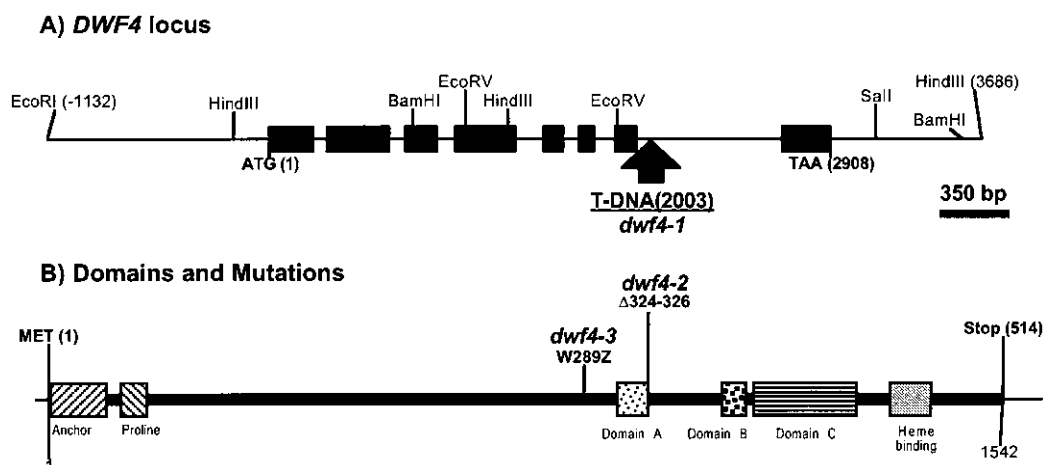 A) DWF4 locus
EcoRI (-1132)
HindIII
BamHI
EcoRV
HindIII
EcoRV
SalI
HindIII (3686)
BamHI
ATG (1)
TAA (2908)
T-DNA(2003)
dwf4-1
350 bp
B) Domains and Mutations
MET (1)
dwf4-3
W289Z
dwf4-2
Δ324-326
Stop (514)
Anchor
Proline
Domain A
Domain B
Domain C
Heme
binding
1542